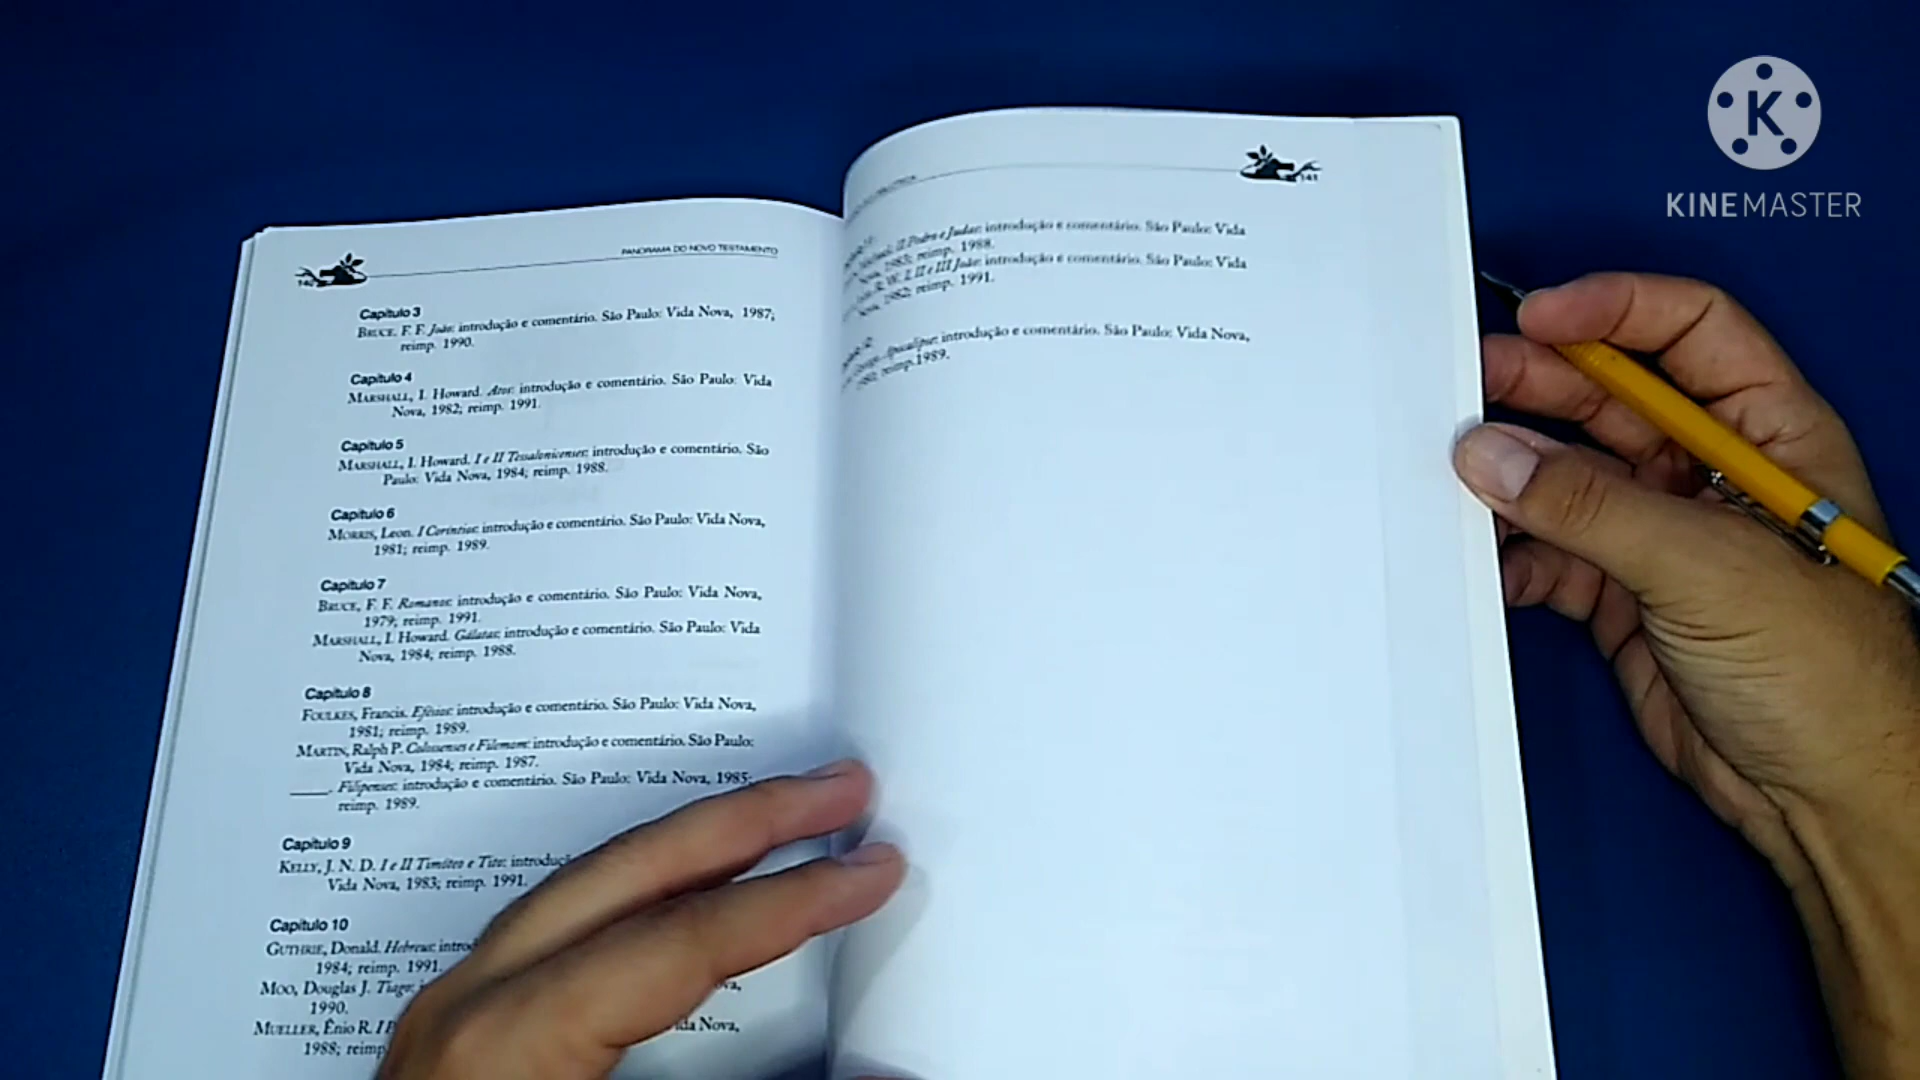 K
KINEMASTER
PANORAMA DO NOVO TESTAMENTO
140
Capítulo 3
BRUCE, F. F. João: introdução e comentário. São Paulo: Vida Nova, 1987;
reimp. 1990.
Capítulo 4
MARSHALL, I. Howard. Atos: introdução e comentário. São Paulo: Vida
Nova, 1982; reimp. 1991.
Capítulo 5
MARSHALL, I. Howard. I e II Tessalonicenses: introdução e comentário. São
Paulo: Vida Nova, 1984; reimp. 1988.
Capítulo 6
MORRIS, Leon. I Coríntios: introdução e comentário. São Paulo: Vida Nova,
1981; reimp. 1989.
Capítulo 7
BRUCE, F. F. Romanos: introdução e comentário. São Paulo: Vida Nova,
1979; reimp. 1991.
MARSHALL, I. Howard. Gálatas: introdução e comentário. São Paulo: Vida
Nova, 1984; reimp. 1988.
Capítulo 8
FOULKES, Francis. Efésios: introdução e comentário. São Paulo: Vida Nova,
1981; reimp. 1989.
MARTIN, Ralph P. Colossenses e Filemom: introdução e comentário. São Paulo:
Vida Nova, 1984; reimp. 1987.
____. Filipenses: introdução e comentário. São Paulo: Vida Nova, 1985;
reimp. 1989.
Capítulo 9
KELLY, J. N. D. I e II Timóteo e Tito: introduç
Vida Nova, 1983; reimp. 1991.
Capítulo 10
GUTHRIE, Donald. Hebreus: introd
1984; reimp. 1991.
MOO, Douglas J. Tiago: ova,
1990.
MUELLER, Ênio R. I P Vida Nova,
1988; reimp
141
II Pedro e Judas: introdução e comentário. São Paulo: Vida
Nova, 1983; reimp. 1988.
R. W. I, II e III João: introdução e comentário. São Paulo: Vida
Nova, 1982; reimp. 1991.
Apocalipse: introdução e comentário. São Paulo: Vida Nova,
reimp. 1989.